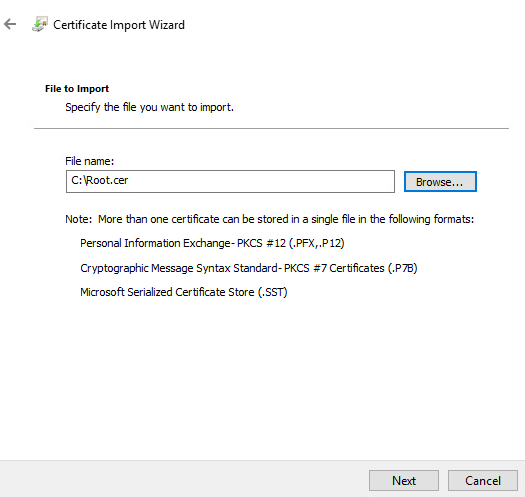 Certificate Import Wizard
File to Import
Specify the file you want to import.
File name:
C:\Root.cer
Browse...
Note: More than one certificate can be stored in a single file in the following formats:
Personal Information Exchange- PKCS #12 (.PFX,.P12)
Cryptographic Message Syntax Standard- PKCS #7 Certificates (.P7B)
Microsoft Serialized Certificate Store (.SST)
Next
Cancel